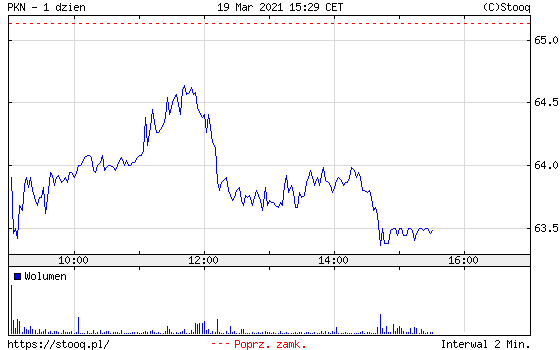 PKN - 1 dzien 19 Mar 2021 15:29 CET (C)Stooq
65.0
64.5
64.0
63.5
10:00 12:00 14:00 16:00
Wolumen
https://stooq.pl/ --- Poprz. zamk. Interwal 2 Min.